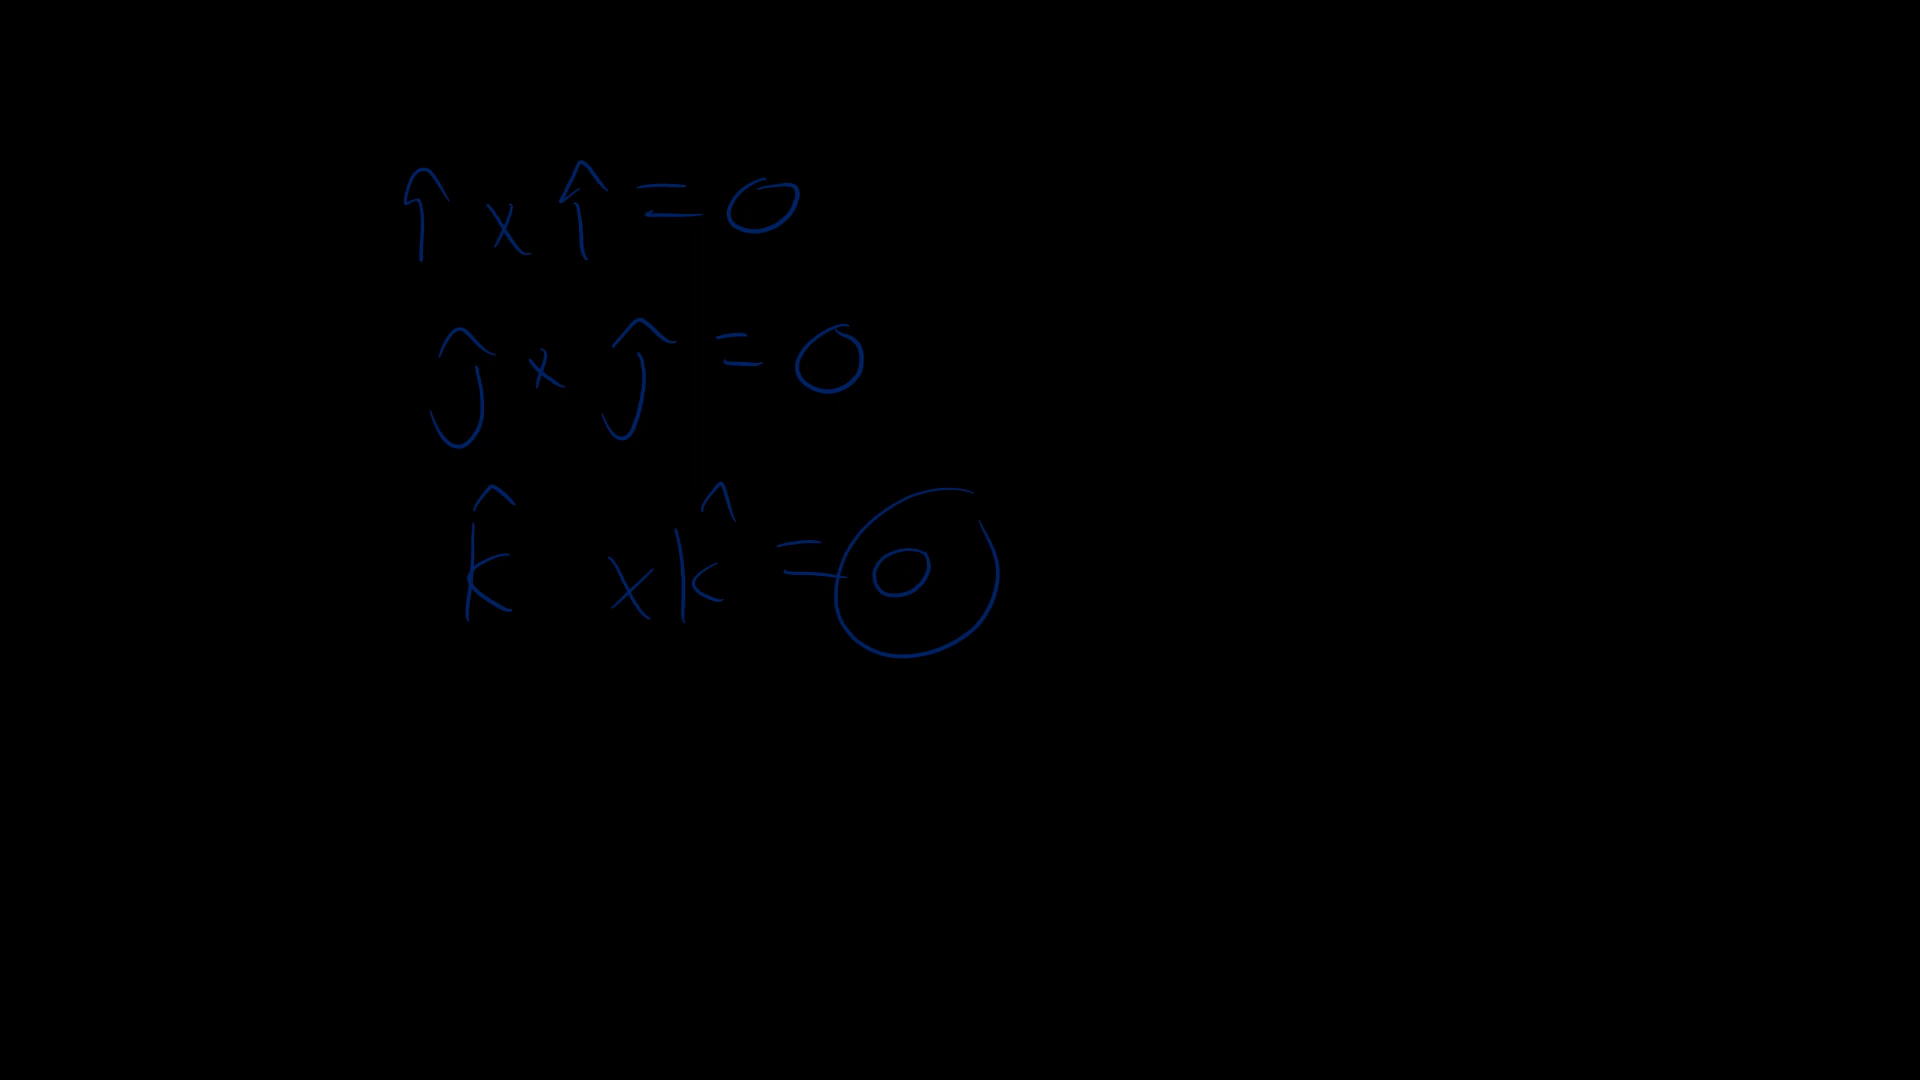 î x î = 0
ĵ x ĵ = 0
k̂ x k̂ = 0